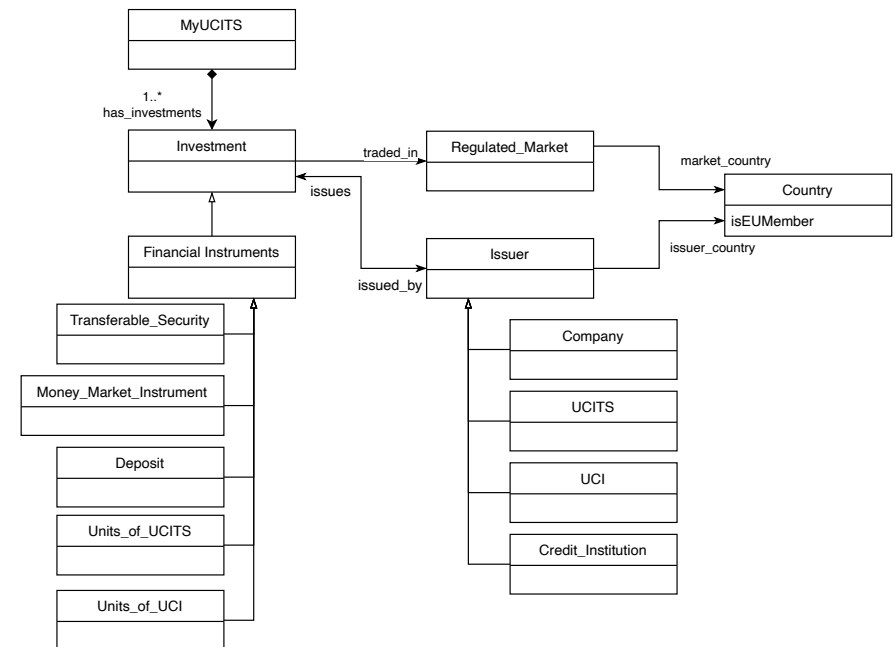 MyUCITS
1..*
has_investments
Investment
traded_in
Regulated_Market
market_country
Country
isEUMember
issues
issuer_country
Financial Instruments
Issuer
issued_by
Transferable_Security
Company
Money_Market_Instrument
UCITS
Deposit
UCI
Units_of_UCITS
Credit_Institution
Units_of_UCI